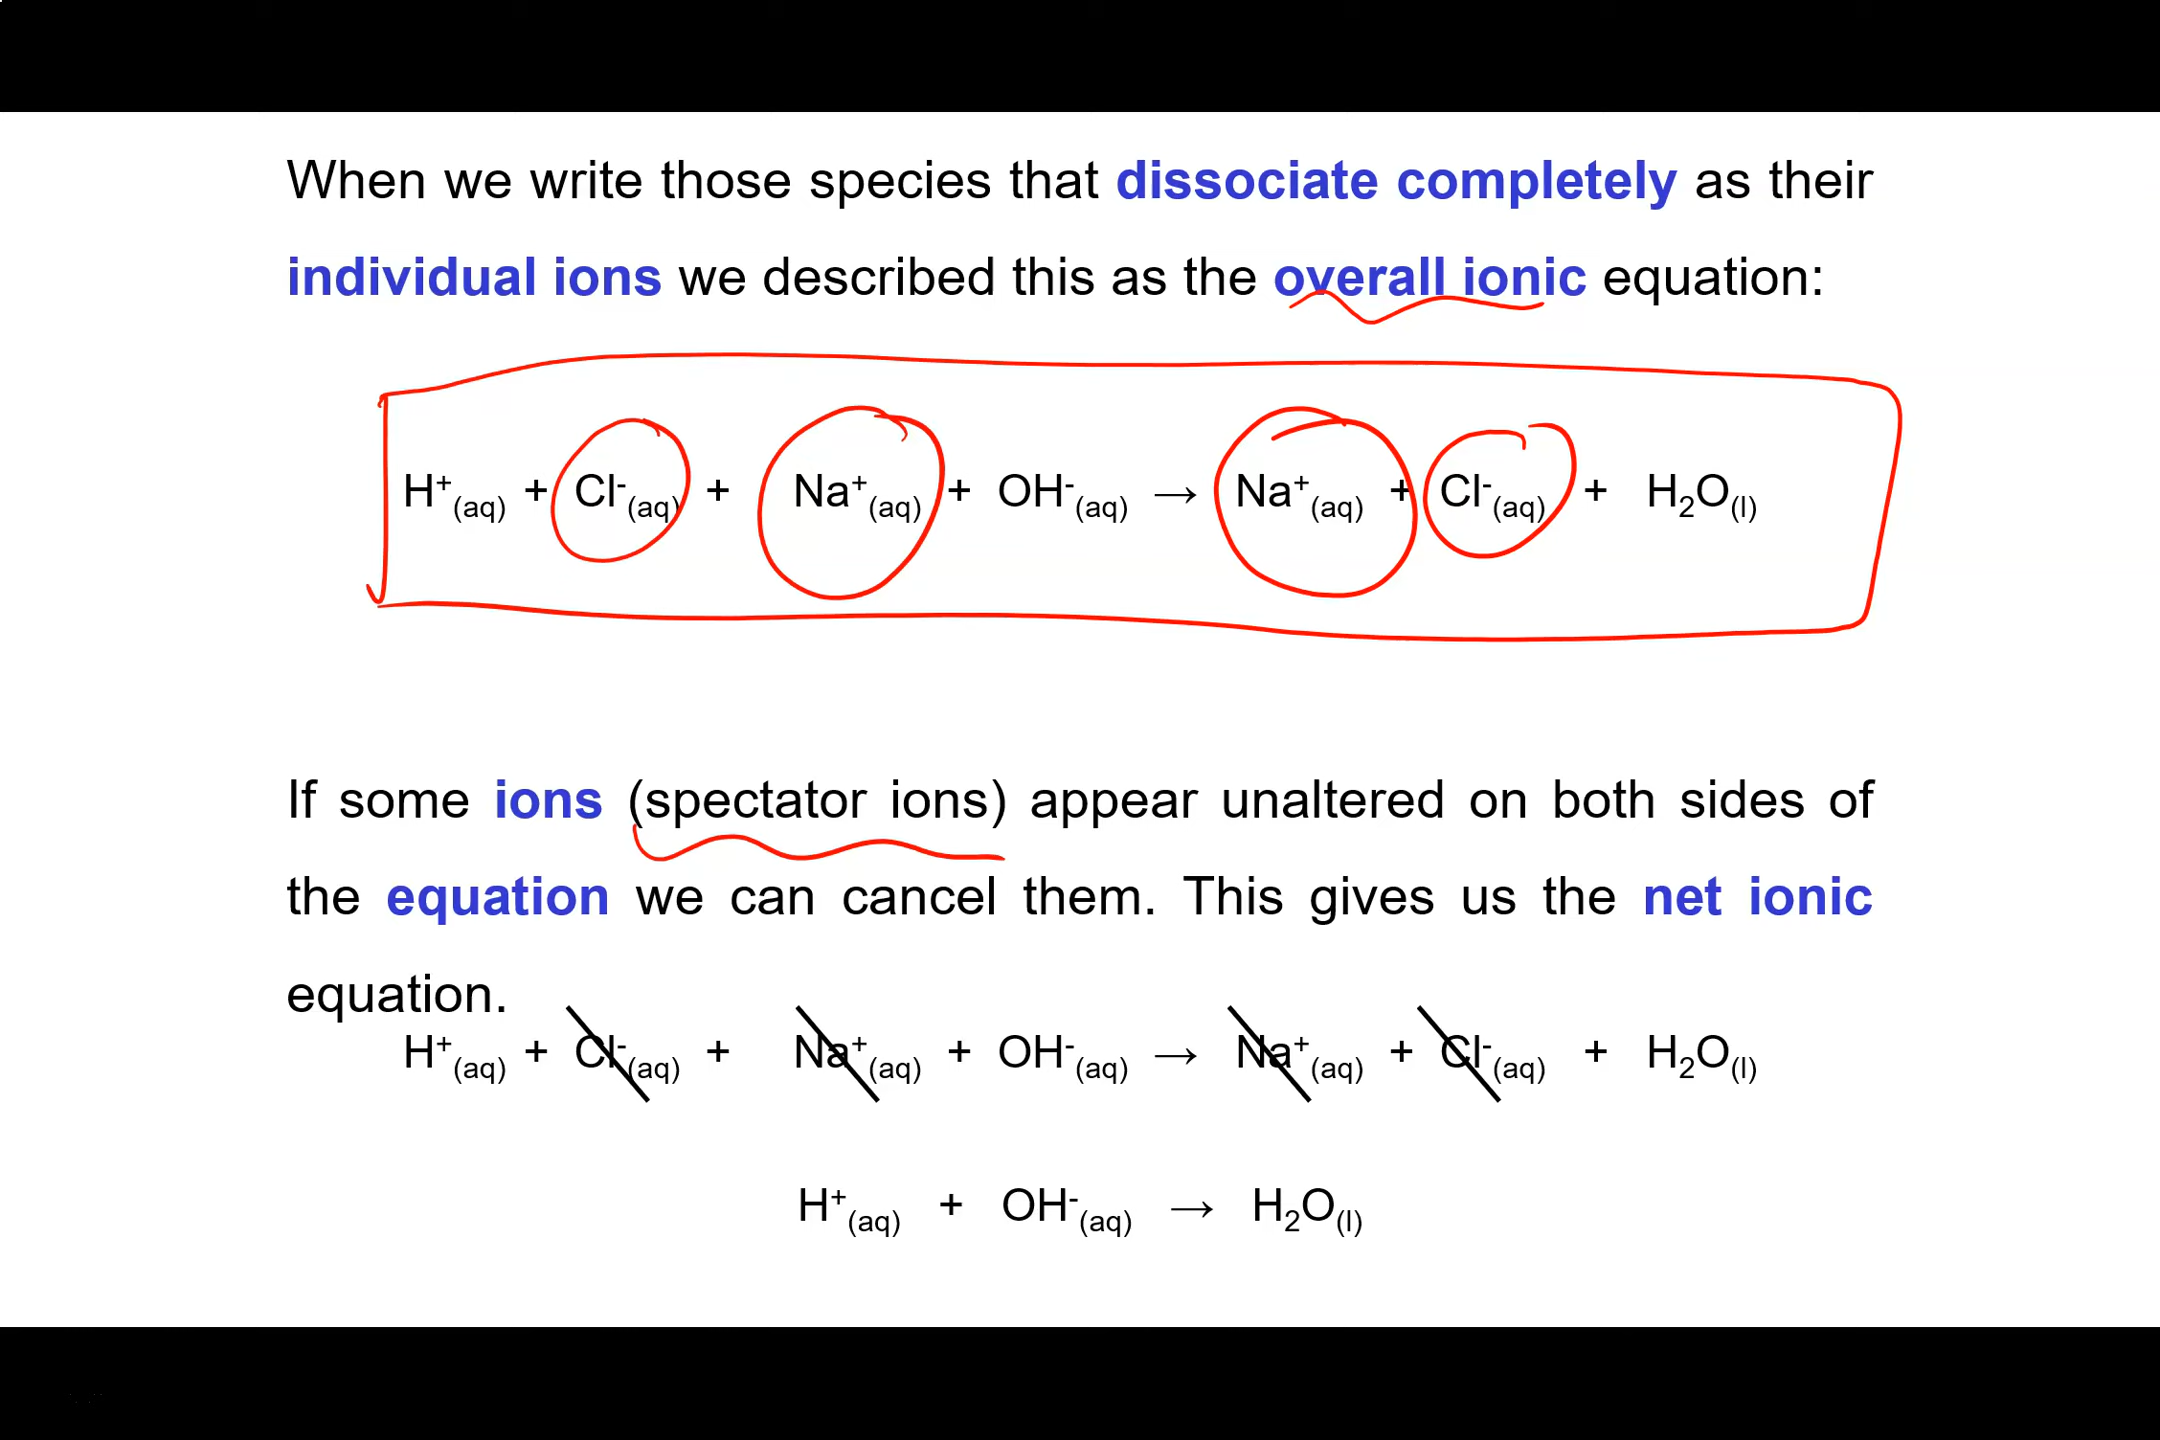 When we write those species that dissociate completely as their
individual ions we described this as the overall ionic equation:
H⁺(aq) + Cl⁻(aq) + Na⁺(aq) + OH⁻(aq) → Na⁺(aq) + Cl⁻(aq) + H₂O(l)
If some ions (spectator ions) appear unaltered on both sides of
the equation we can cancel them. This gives us the net ionic
equation.
H⁺(aq) + Cl⁻(aq) + Na⁺(aq) + OH⁻(aq) → Na⁺(aq) + Cl⁻(aq) + H₂O(l)
H⁺(aq) + OH⁻(aq) → H₂O(l)